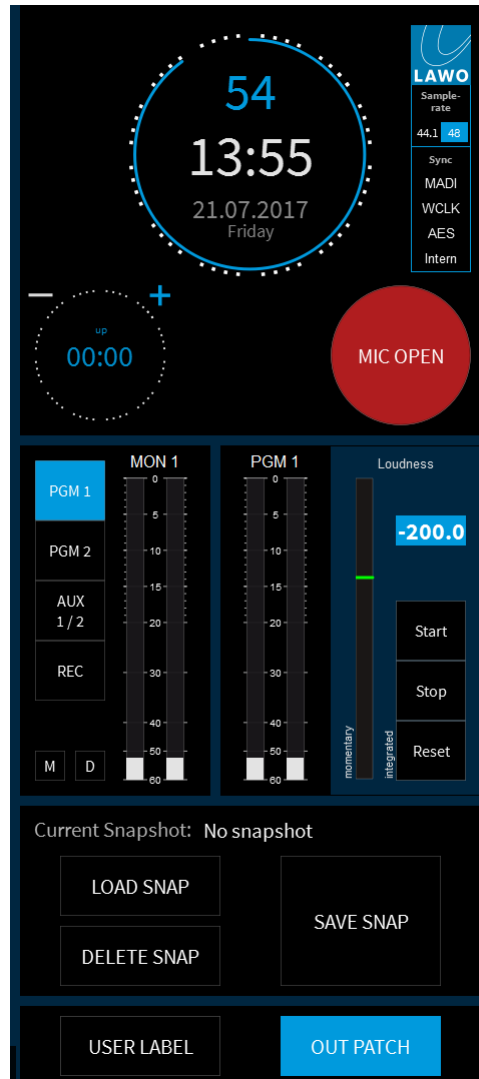 LAWO
Sample-
rate
44.1 48
Sync
MADI
WCLK
AES
Intern
54
13:55
21.07.2017
Friday
− +
up
00:00
MIC OPEN
MON 1
PGM 1
PGM 2
AUX
1 / 2
REC
M D
0
5
10
15
20
30
40
50
60
PGM 1
0
5
10
15
20
30
40
50
60
Loudness
-200.0
momentary
integrated
Start
Stop
Reset
Current Snapshot: No snapshot
LOAD SNAP
DELETE SNAP
SAVE SNAP
USER LABEL
OUT PATCH